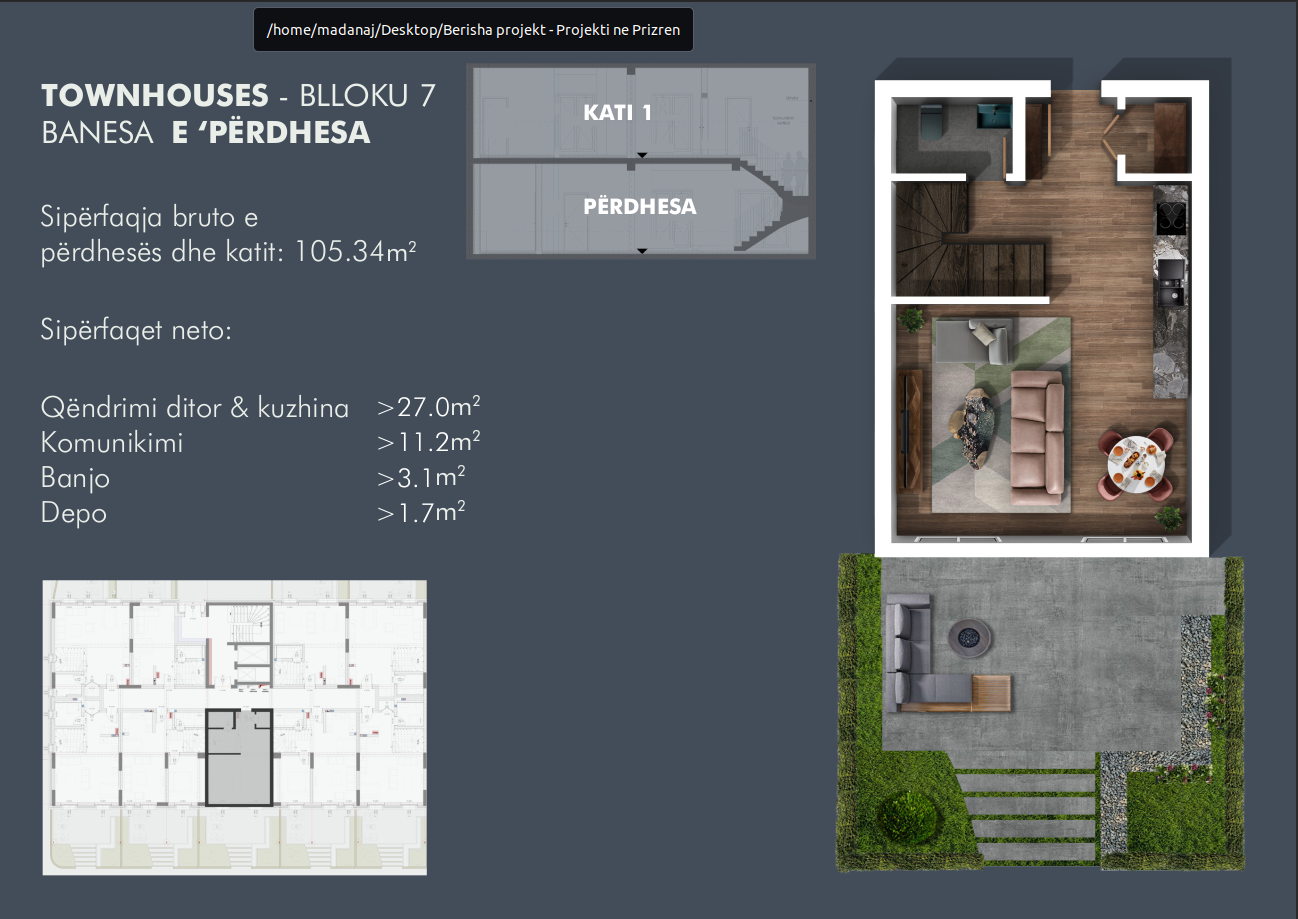 /home/madanaj/Desktop/Berisha projekt - Projekti ne Prizren
TOWNHOUSES - BLLOKU 7
BANESA E ‘PËRDHESA
KATI 1
PËRDHESA
Sipërfaqja bruto e
përdhesës dhe katit: 105.34m²
Sipërfaqet neto:
Qëndrimi ditor & kuzhina >27.0m²
Komunikimi >11.2m²
Banjo >3.1m²
Depo >1.7m²